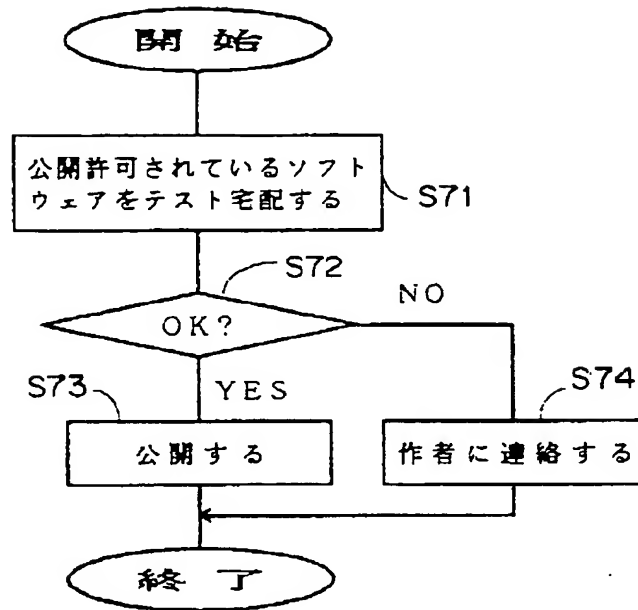 開始
公開許可されているソフト
ウェアをテスト宅配する
S71
S72
OK?
NO
YES
S73
公開する
S74
作者に連絡する
終了